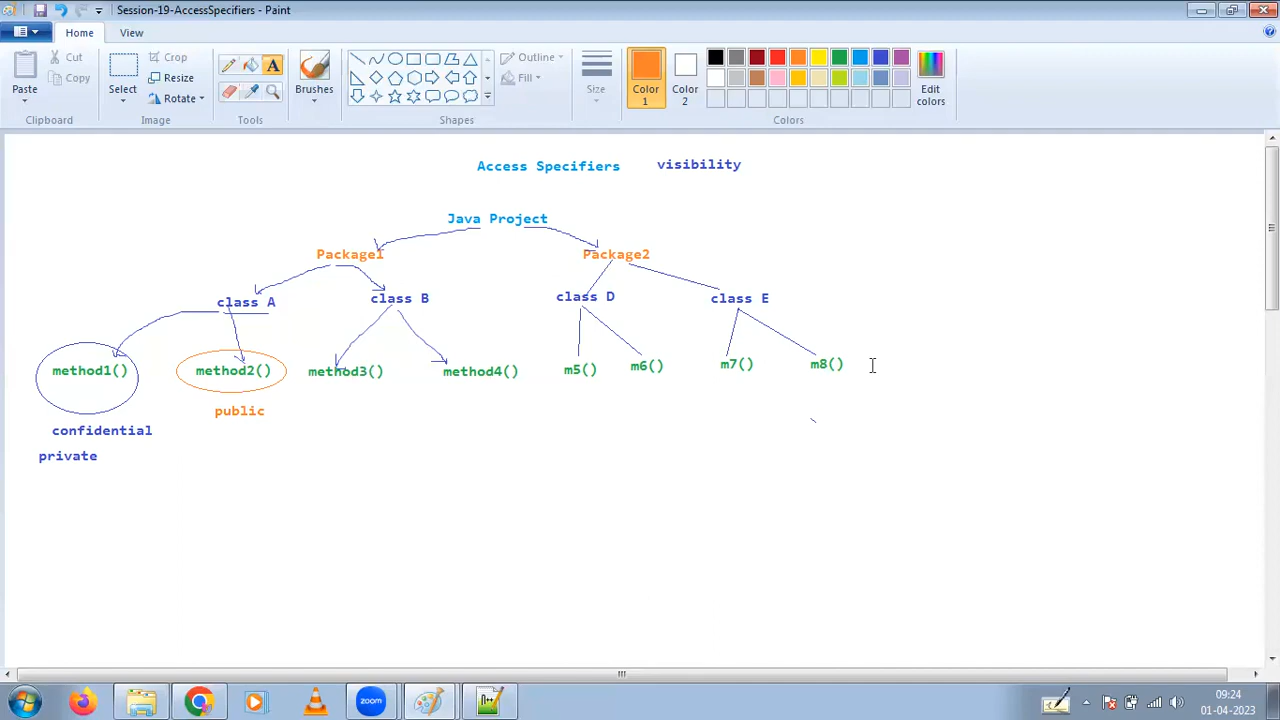 Session-19-AccessSpecifiers - Paint
Home View
Paste
Cut
Copy
Clipboard
Select
Crop
Resize
Rotate
Image
A
Tools
Brushes
Outline
Fill
Shapes
Size
Color 1
Color 2
Edit colors
Colors
Access Specifiers visibility
Java Project
Package1 Package2
class A class B class D class E
method1() method2() method3() method4() m5() m6() m7() m8()
public
confidential
private
zoom
09:24
01-04-2023